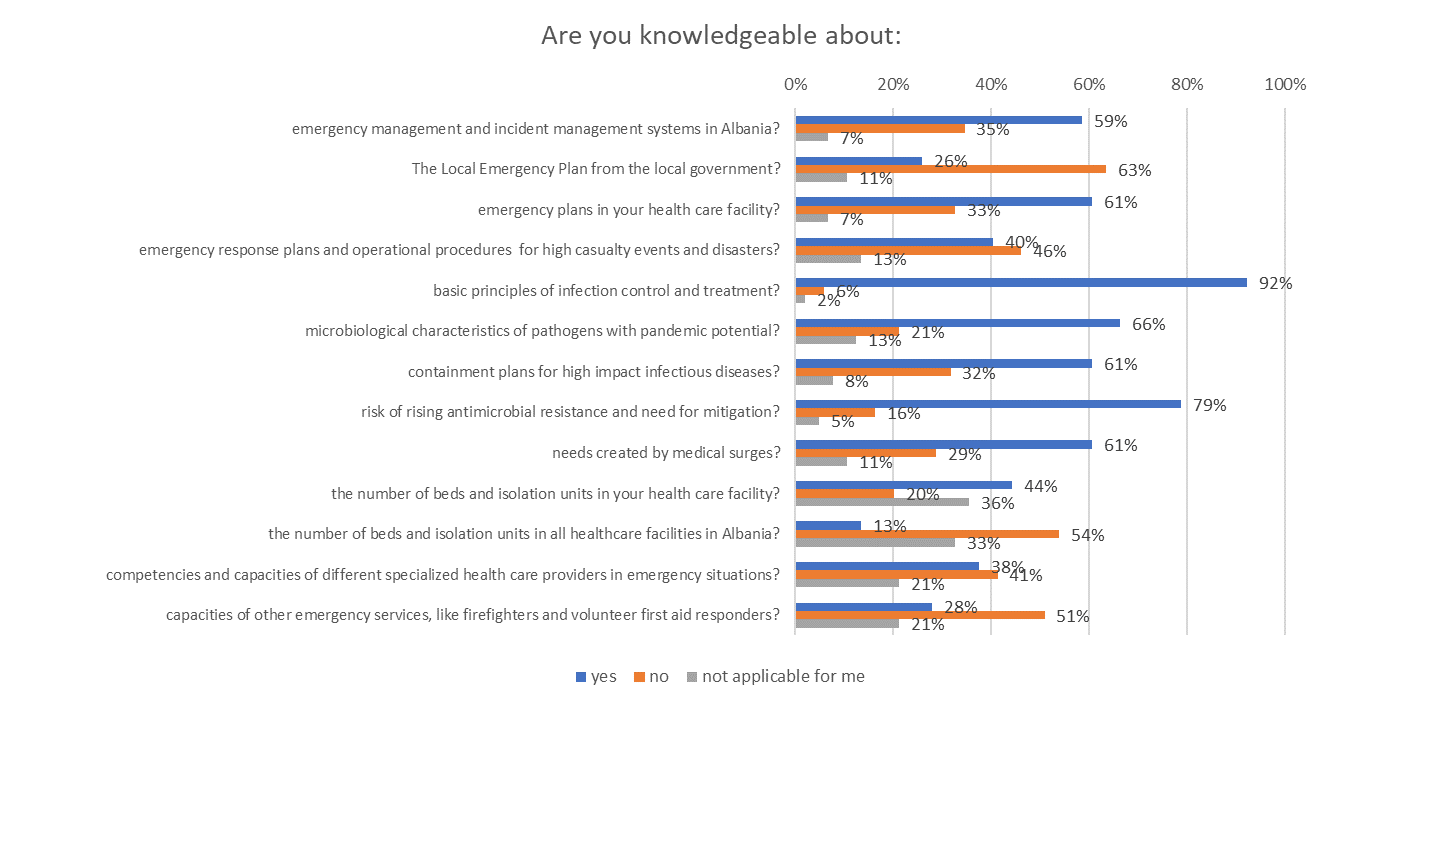 Are you knowledgeable about:
0% 20% 40% 60% 80% 100%
emergency management and incident management systems in Albania? 59% 35% 7%
The Local Emergency Plan from the local government? 26% 63% 11%
emergency plans in your health care facility? 61% 33% 7%
emergency response plans and operational procedures  for high casualty events and disasters? 40% 46% 13%
basic principles of infection control and treatment? 92% 6% 2%
microbiological characteristics of pathogens with pandemic potential? 66% 21% 13%
containment plans for high impact infectious diseases? 61% 32% 8%
risk of rising antimicrobial resistance and need for mitigation? 79% 16% 5%
needs created by medical surges? 61% 29% 11%
the number of beds and isolation units in your health care facility? 44% 20% 36%
the number of beds and isolation units in all healthcare facilities in Albania? 13% 54% 33%
competencies and capacities of different specialized health care providers in emergency situations? 38% 41% 21%
capacities of other emergency services, like firefighters and volunteer first aid responders? 28% 51% 21%
yes no not applicable for me